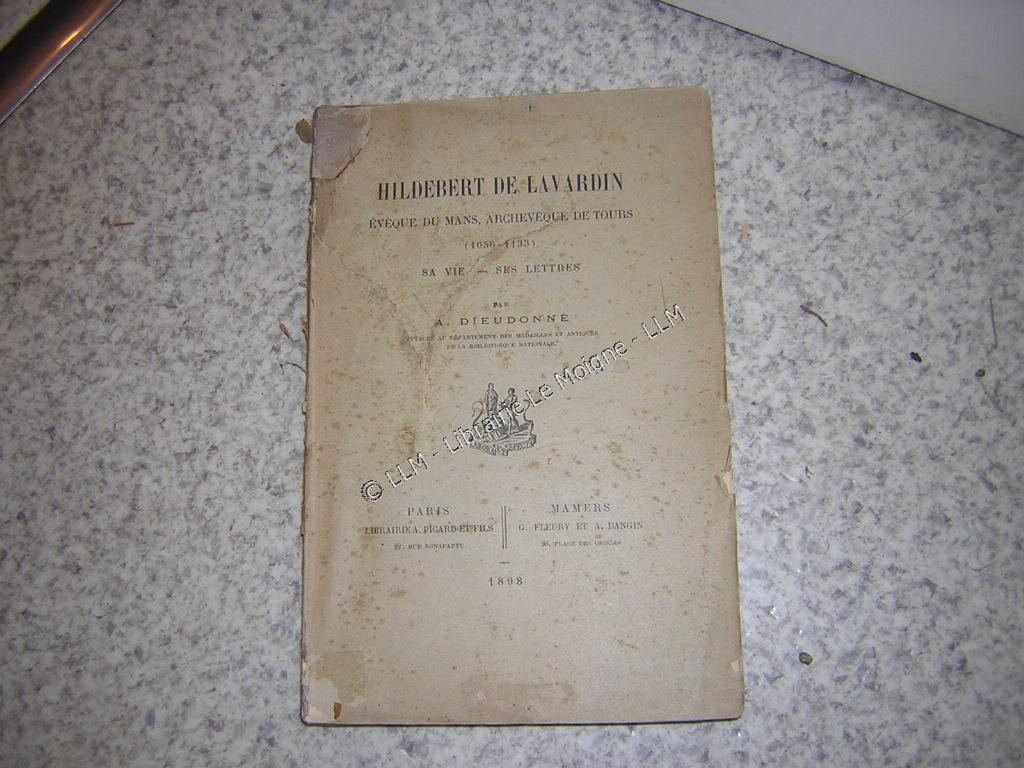 HILDEBERT DE LAVARDIN
ÉVÊQUE DU MANS, ARCHEVÊQUE DE TOURS
(1056-1133)
SA VIE. — SES LETTRES
PAR
A. DIEUDONNÉ
ATTACHÉ AU DÉPARTEMENT DES MÉDAILLES ET ANTIQUES
DE LA BIBLIOTHÈQUE NATIONALE.
© LLM - Librairie Le Moigne - LLM
PARIS
LIBRAIRIE A. PICARD ET FILS
82, RUE BONAPARTE
MAMERS
G. FLEURY ET A. DANGIN
PLACE DES GROUAS
1898